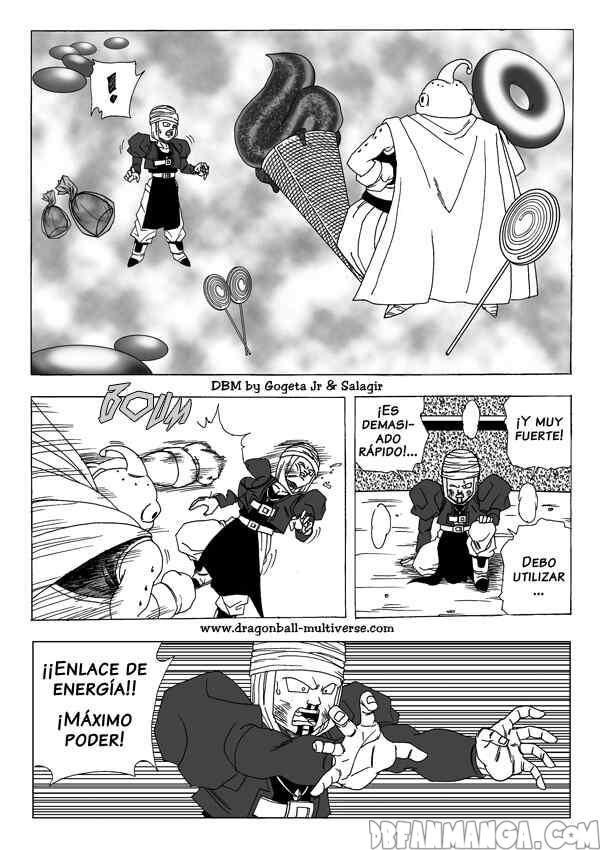 !
DBM by Gogeta Jr & Salagir
BOUM
¡ES
DEMASI-
ADO
RÁPIDO!...
¡Y MUY
FUERTE!
DEBO
UTILIZAR
...
www.dragonball-multiverse.com
¡¡ENLACE DE
ENERGÍA!!
¡MÁXIMO
PODER!
DBFANMANGA.COM